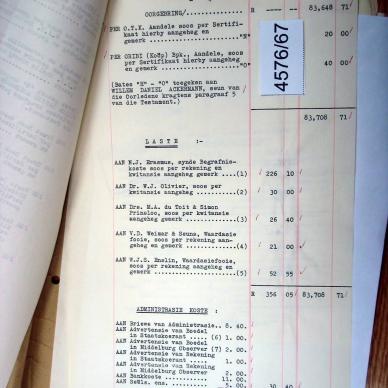 OORGEBRING/.............. R ---- -- 83,648 71
PER O.T.K. Aandele soos per Sertifi-
kaat hierby aangeheg en
gemerk .................... "N" 20 00
PER ORIBI (Koöp) Bpk., Aandele, soos
per Sertifikaat hierby aangeheg
en gemerk ................. "O" 40 00
(Bates "H" - "O" toegeken aan
WILLEM DANIEL ACKERMANN, seun van
die Oorledene kragtens paragraaf 5
van die Testament.)
83,708 71
4576/67
LASTE :-
AAN N.J. Erasmus, synde Begrafnis-
koste soos per rekening en
kwitansie aangeheg gemerk ....(1) 226 10
AAN Dr. W.J. Olivier, soos per
kwitansie aangeheg en gemerk ..(2) 30 00
AAN Drs. M.A. du Toit & Simon
Prinsloo, soos per kwitansie
aangeheg en gemerk ............(3) 26 40
AAN V.D. Weimar & Seuns, Waardasie
fooie, soos per rekening aan-
geheg en gemerk ...............(4) 21 00
AAN W.J.S. Enslin, Waardasiefooie,
soos per rekening aangeheg en
gemerk ........................(5) 52 55
R 356 05 83,708 71
ADMINISTRASIE KOSTE :
AAN Briewe van Administrasie.. 8.40.
AAN Advertensie van Boedel
in Staatskoerant ... (6) 1.00.
AAN Advertensie van Boedel
in Middelburg Observer (7) 2.00.
AAN Advertensie van Rekening
in Staatskoerant 1.00.
AAN Advertensie van Rekening
in Middelburg Observer 2.00.
AAN Bankkoste 11.00.
AAN Seëls, ens. 5.00.